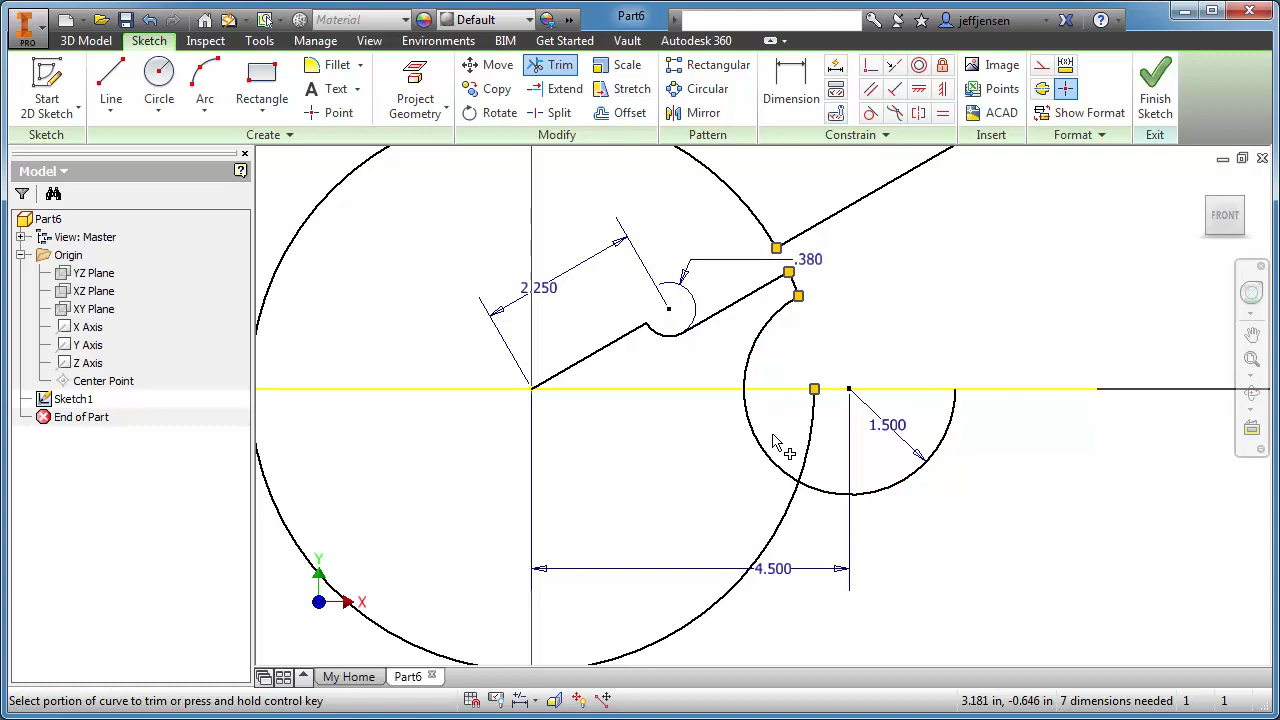 Material
Default
Part6
jeffjensen
PRO
3D Model
Sketch
Inspect
Tools
Manage
View
Environments
BIM
Get Started
Vault
Autodesk 360
Start
2D Sketch
Line
Circle
Arc
Rectangle
Fillet
Text
Point
Project
Geometry
Move
Copy
Rotate
Trim
Extend
Split
Scale
Stretch
Offset
Rectangular
Circular
Mirror
Dimension
Image
Points
ACAD
Show Format
Finish
Sketch
Sketch
Create
Modify
Pattern
Constrain
Insert
Format
Exit
Model
Part6
View: Master
Origin
YZ Plane
XZ Plane
XY Plane
X Axis
Y Axis
Z Axis
Center Point
Sketch1
End of Part
FRONT
.380
2.250
1.500
4.500
Y
X
My Home
Part6
Select portion of curve to trim or press and hold control key
3.181 in, -0.646 in
7 dimensions needed
1
1